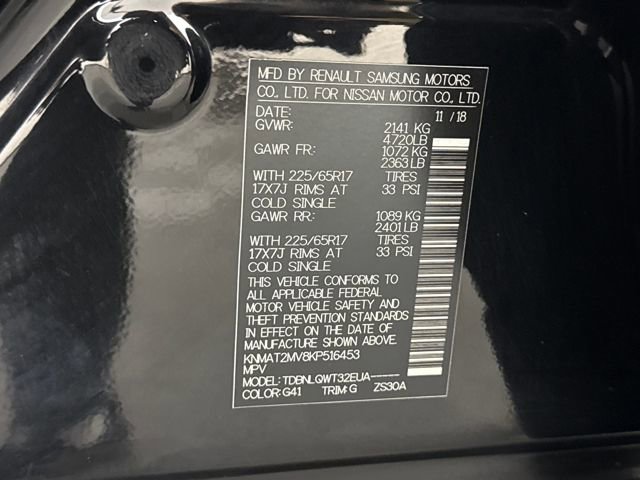 MFD BY RENAULT SAMSUNG MOTORS
CO., LTD. FOR NISSAN MOTOR CO., LTD.
DATE: 11 / 18
GVWR: 2141 KG
4720LB
GAWR FR: 1072 KG
2363 LB
WITH 225/65R17 TIRES
17X7J RIMS AT 33 PSI
COLD SINGLE
GAWR RR: 1089 KG
2401 LB
WITH 225/65R17 TIRES
17X7J RIMS AT 33 PSI
COLD SINGLE
THIS VEHICLE CONFORMS TO
ALL APPLICABLE FEDERAL
MOTOR VEHICLE SAFETY AND
THEFT PREVENTION STANDARDS
IN EFFECT ON THE DATE OF
MANUFACTURE SHOWN ABOVE.
KNMAT2MV8KP516453
MPV
MODEL: TDBNLQWT32EUA-----
COLOR: G41 TRIM: G ZS30A